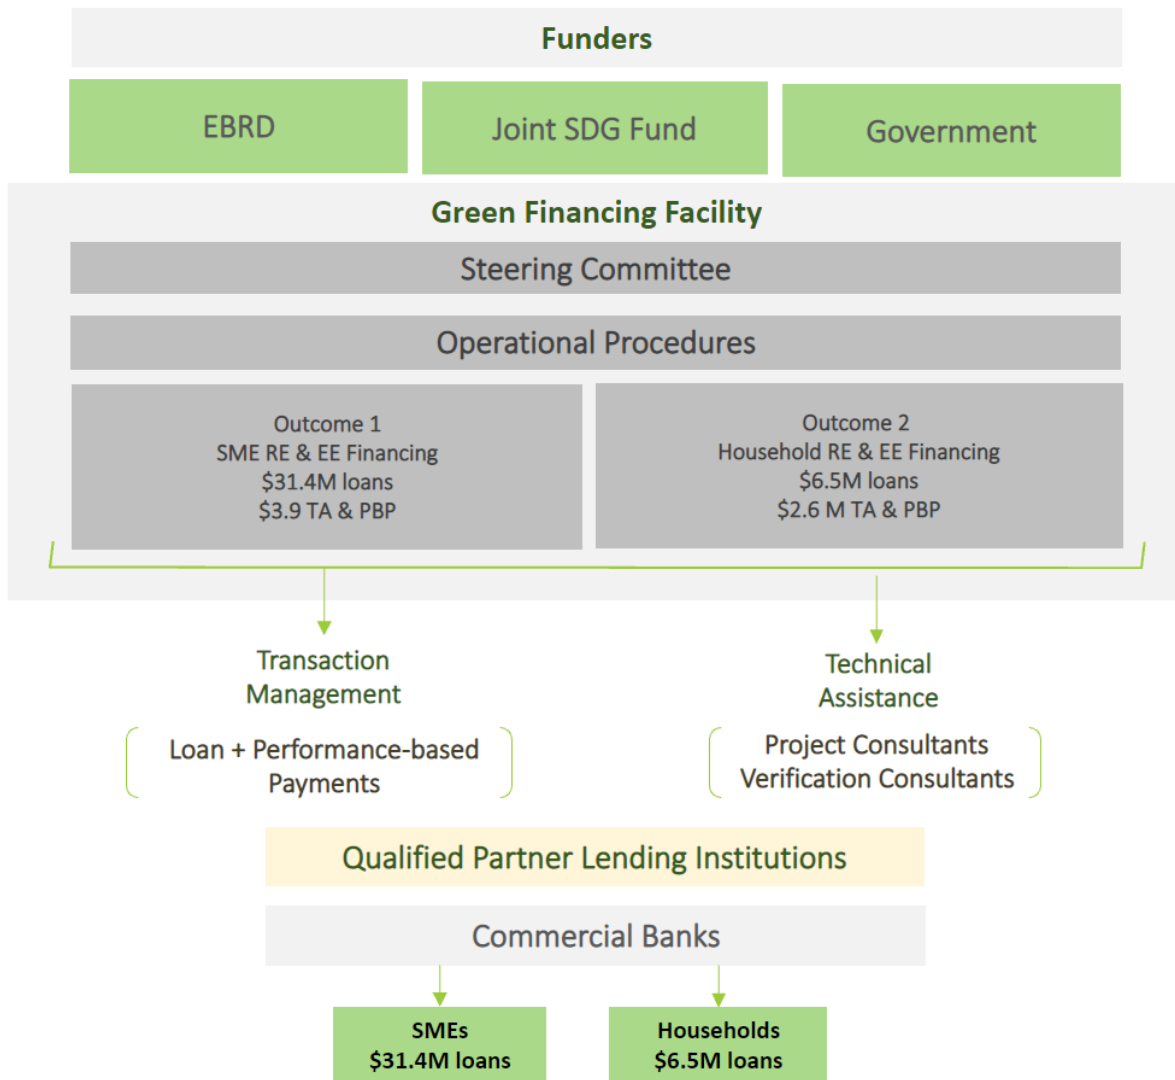 Funders
EBRD
Joint SDG Fund
Government
Green Financing Facility
Steering Committee
Operational Procedures
Outcome 1
SME RE & EE Financing
$31.4M loans
$3.9 TA & PBP
Outcome 2
Household RE & EE Financing
$6.5M loans
$2.6 M TA & PBP
Transaction
Management
Loan + Performance-based
Payments
Technical
Assistance
Project Consultants
Verification Consultants
Qualified Partner Lending Institutions
Commercial Banks
SMEs
$31.4M loans
Households
$6.5M loans